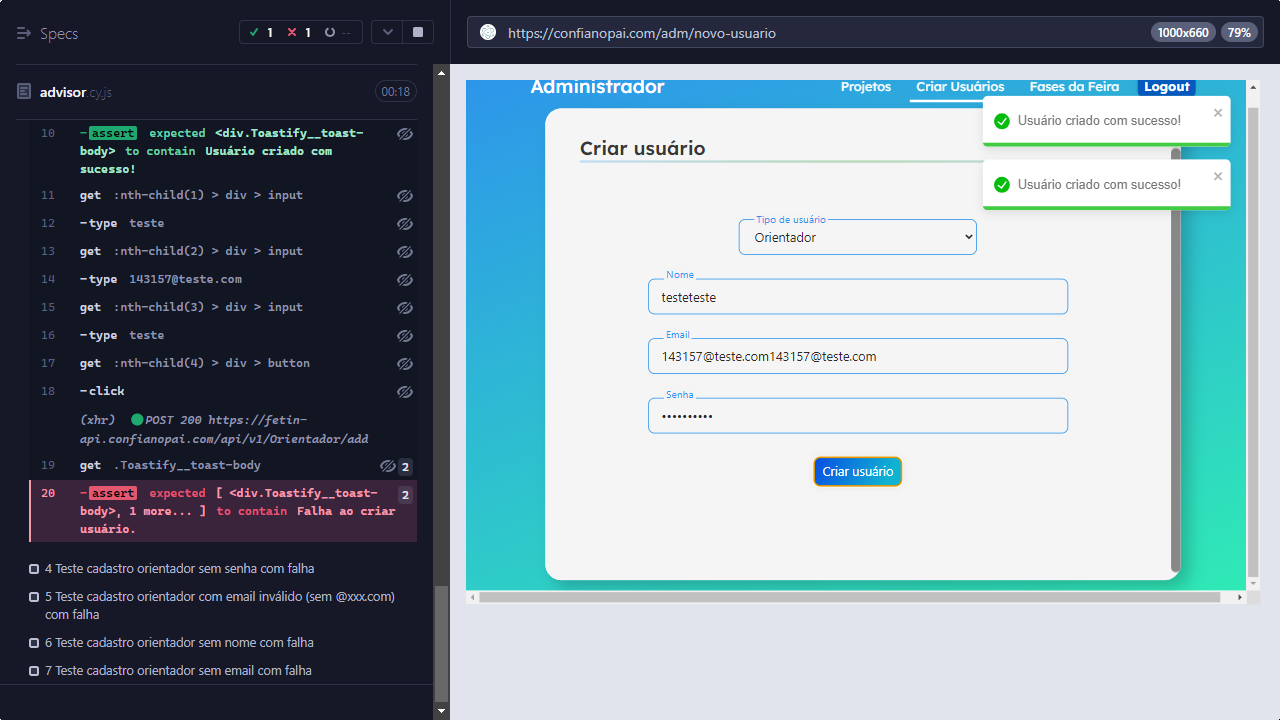 Specs
1
1
--
https://confianopai.com/adm/novo-usuario
1000x660
79%
advisor.cy.js
00:18
10 -assert expected <div.Toastify__toast-
body> to contain Usuário criado com
sucesso!
11 get :nth-child(1) > div > input
12 -type teste
13 get :nth-child(2) > div > input
14 -type 143157@teste.com
15 get :nth-child(3) > div > input
16 -type teste
17 get :nth-child(4) > div > button
18 -click
(xhr) POST 200 https://fetin-
api.confianopai.com/api/v1/Orientador/add
19 get .Toastify__toast-body 2
20 -assert expected [ <div.Toastify__toast-
body>, 1 more... ] to contain Falha ao criar
usuário.
2
4 Teste cadastro orientador sem senha com falha
5 Teste cadastro orientador com email inválido (sem @xxx.com)
com falha
6 Teste cadastro orientador sem nome com falha
7 Teste cadastro orientador sem email com falha
Administrador
Projetos
Criar Usuários
Fases da Feira
Logout
Usuário criado com sucesso!
Usuário criado com sucesso!
Criar usuário
Tipo de usuário
Orientador
Nome
testeteste
Email
143157@teste.com143157@teste.com
Senha
••••••••••
Criar usuário